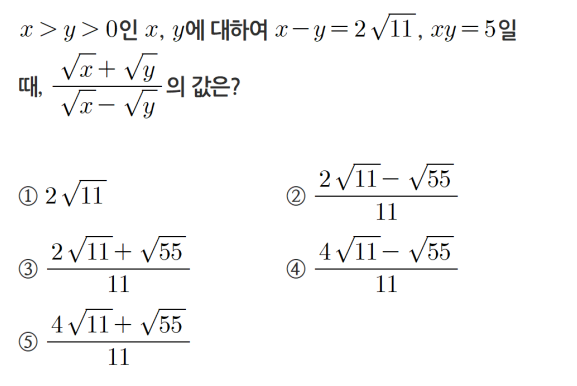 x > y > 0인 x, y에 대하여 x − y = 2√11, xy = 5일
때, (√x + √y)/(√x − √y) 의 값은?
① 2√11 ② (2√11 − √55)/11
③ (2√11 + √55)/11 ④ (4√11 − √55)/11
⑤ (4√11 + √55)/11